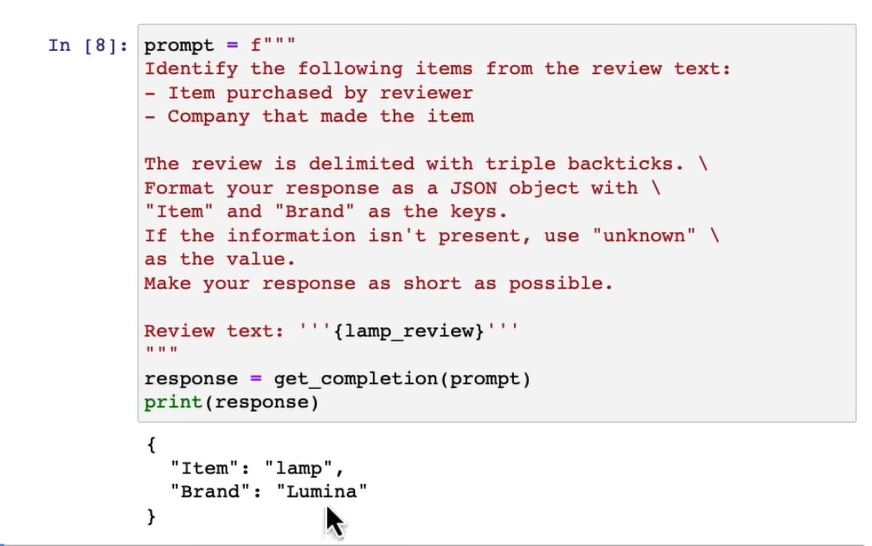 In [8]: prompt = f"""
Identify the following items from the review text:
- Item purchased by reviewer
- Company that made the item

The review is delimited with triple backticks. \
Format your response as a JSON object with \
"Item" and "Brand" as the keys.
If the information isn't present, use "unknown" \
as the value.
Make your response as short as possible.

Review text: '''{lamp_review}'''
"""
response = get_completion(prompt)
print(response)
{
  "Item": "lamp",
  "Brand": "Lumina"
}